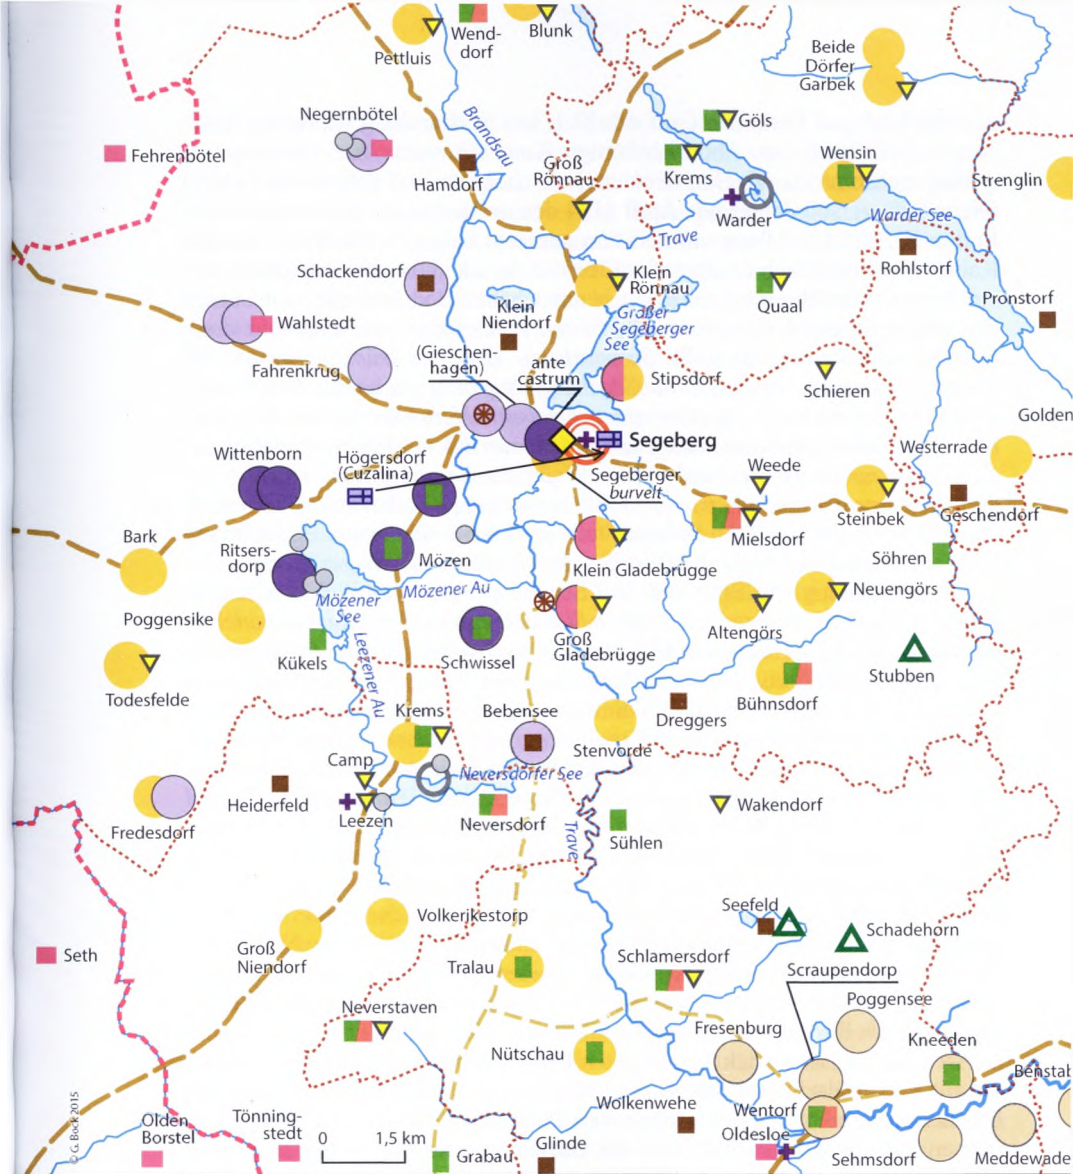 Pettluis
Wend-
dorf
Blunk
Beide
Dörfer
Garbek
Negernbötel
Brandsau
Göls
Fehrenbötel
Hamdorf
Groß
Rönnau
Krems
Wensin
Strenglin
Warder
Warder See
Trave
Rohlstorf
Schackendorf
Klein
Rönnau
Quaal
Pronstorf
Klein
Niendorf
Großer
Segeberger
See
Wahlstedt
(Gieschen-
hagen)
ante
castrum
Fahrenkrug
Stipsdorf
Schieren
Golden
Segeberg
Westerrade
Wittenborn
Högersdorf
(Cuzalina)
Segeberger
burvelt
Weede
Steinbek
Geschendorf
Mielsdorf
Bark
Ritsers-
dorp
Mözen
Klein Gladebrügge
Söhren
Mözener Au
Mözener
See
Neuengörs
Poggensike
Altengörs
Groß
Gladebrügge
Kükels
Schwissel
Leezener Au
Stubben
Todesfelde
Bühnsdorf
Krems
Bebensee
Dreggers
Stenvorde
Camp
Neversdorfer See
Heiderfeld
Leezen
Neversdorf
Wakendorf
Fredesdorf
Trave
Sühlen
Seefeld
Volkerikestorp
Schadehorn
Groß
Niendorf
Seth
Tralau
Schlamersdorf
Scraupendorp
Poggensee
Neverstaven
Fresenburg
Kneeden
Nütschau
Benstab
Wolkenwehe
Wentorf
Olden
Borstel
Tönning-
stedt
0 1,5 km
Grabau
Glinde
Oldesloe
Sehmsdorf
Meddewade
© G. Bock 2015